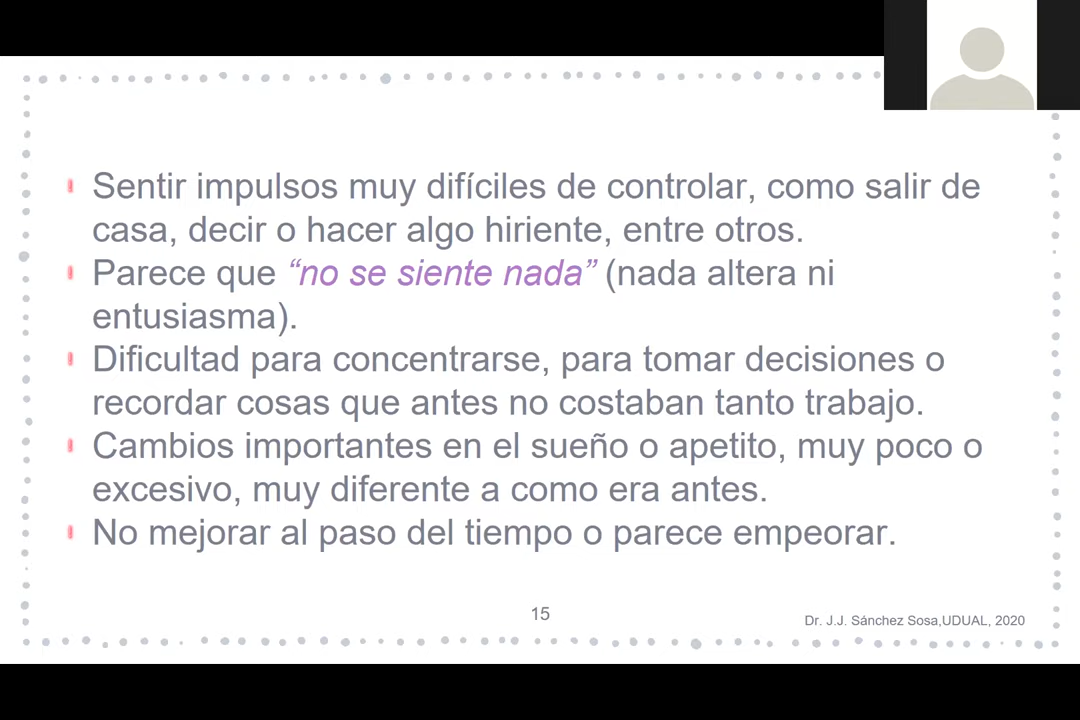 Sentir impulsos muy difíciles de controlar, como salir de
casa, decir o hacer algo hiriente, entre otros.
Parece que “no se siente nada” (nada altera ni
entusiasma).
Dificultad para concentrarse, para tomar decisiones o
recordar cosas que antes no costaban tanto trabajo.
Cambios importantes en el sueño o apetito, muy poco o
excesivo, muy diferente a como era antes.
No mejorar al paso del tiempo o parece empeorar.
15
Dr. J.J. Sánchez Sosa,UDUAL, 2020